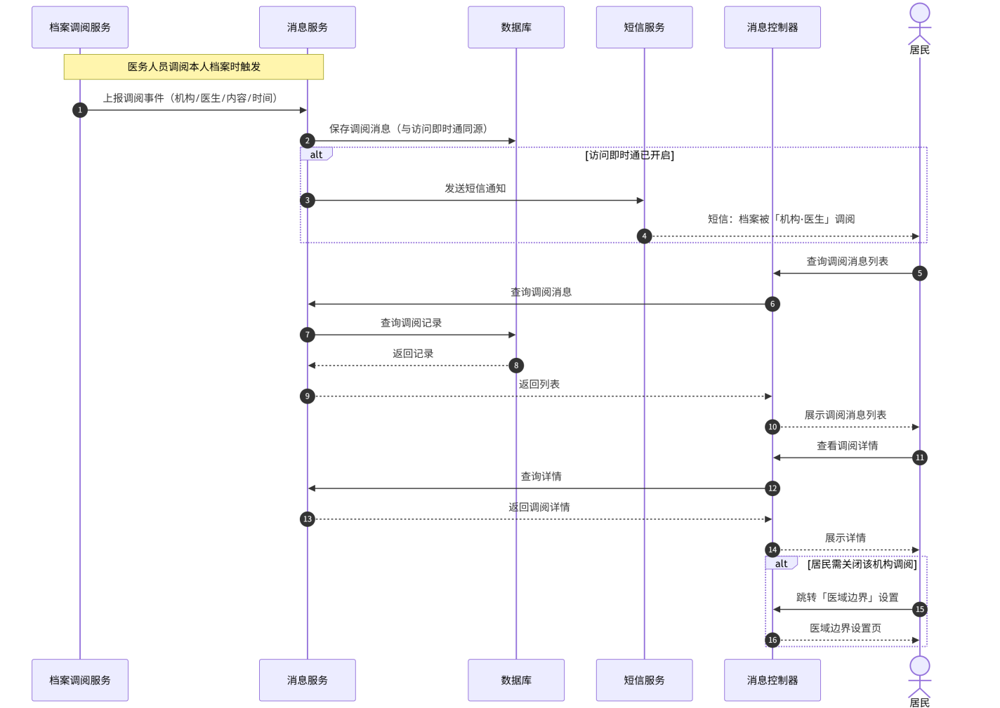 档案调阅服务
消息服务
数据库
短信服务
消息控制器
居民
医务人员调阅本人档案时触发
上报调阅事件（机构/医生/内容/时间）
1
保存调阅消息（与访问即时通同源）
2
alt
[访问即时通已开启]
发送短信通知
3
短信：档案被「机构·医生」调阅
4
查询调阅消息列表
5
查询调阅消息
6
查询调阅记录
7
返回记录
8
返回列表
9
展示调阅消息列表
10
查看调阅详情
11
查询详情
12
返回调阅详情
13
展示详情
14
alt
[居民需关闭该机构调阅]
跳转「医域边界」设置
15
医域边界设置页
16
档案调阅服务
消息服务
数据库
短信服务
消息控制器
居民